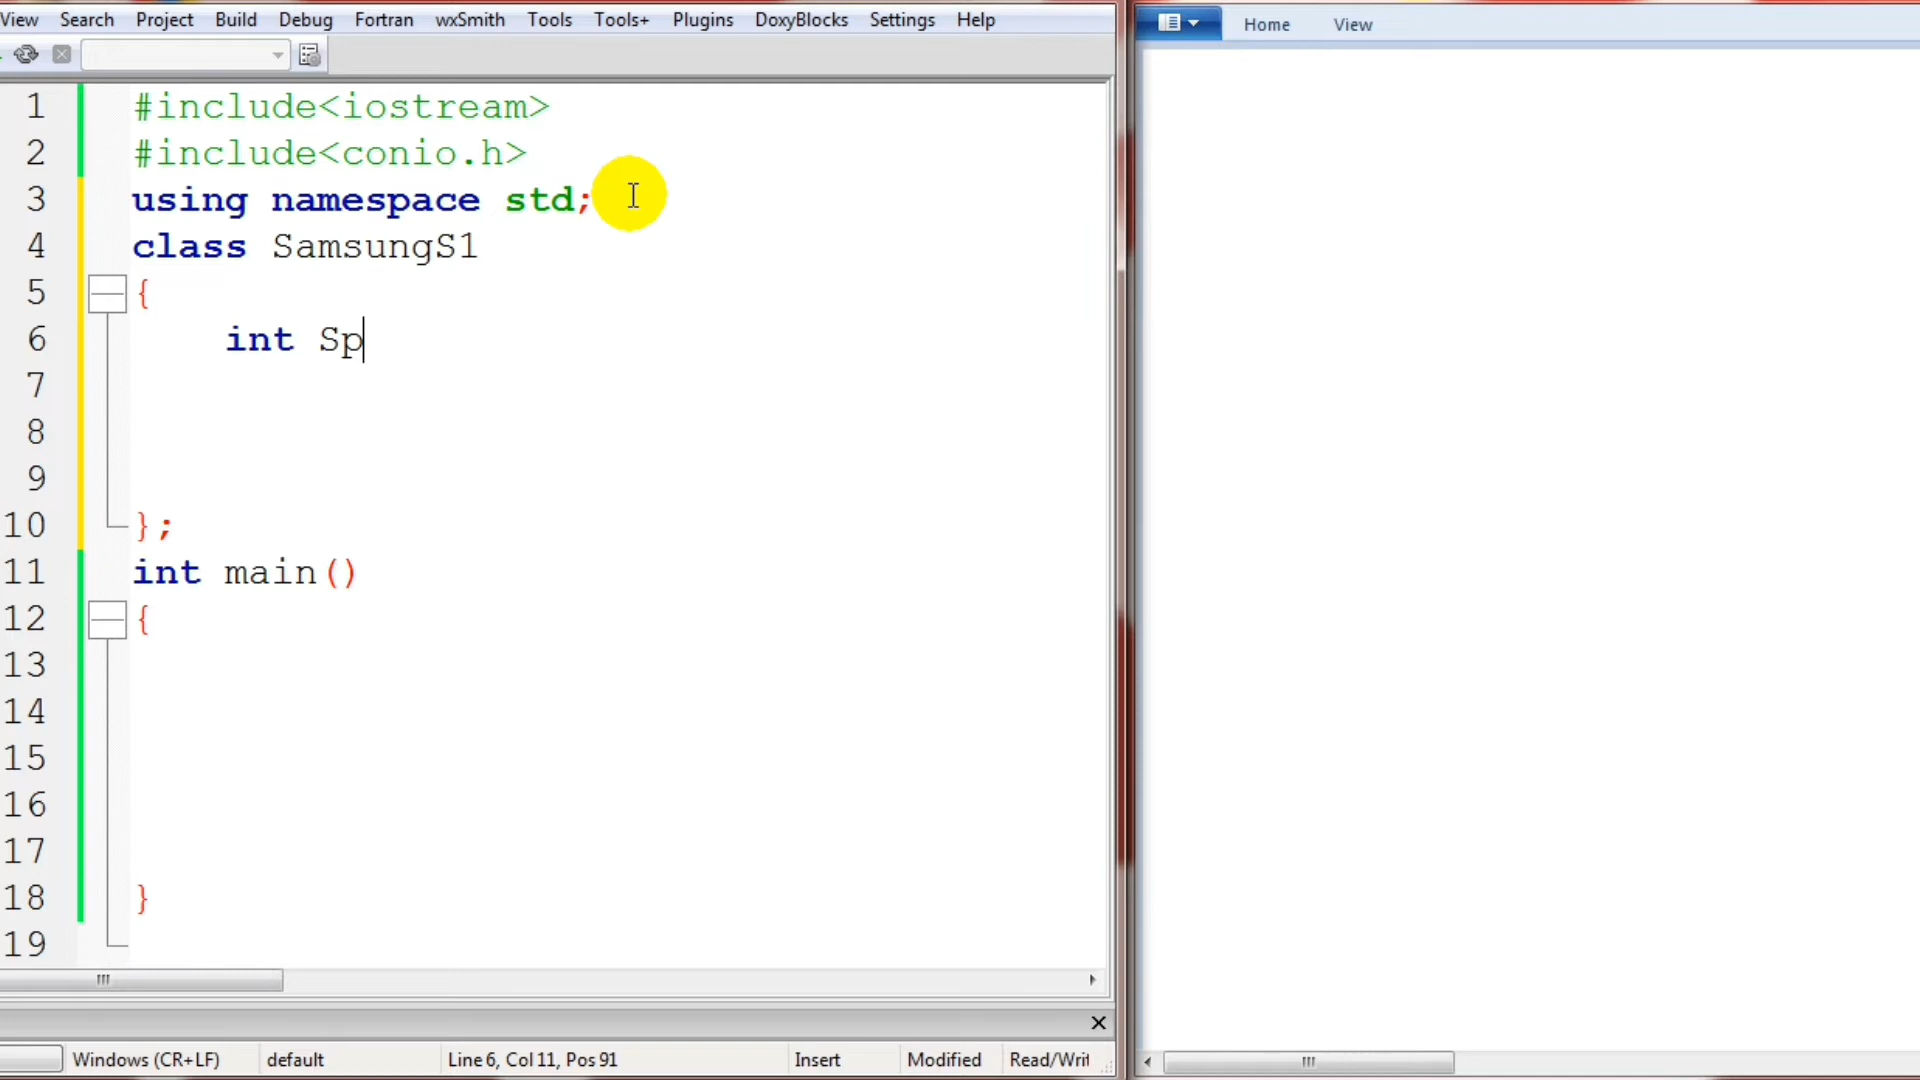 View Search Project Build Debug Fortran wxSmith Tools Tools+ Plugins DoxyBlocks Settings Help
Home View
1 #include<iostream>
2 #include<conio.h>
3 using namespace std;
4 class SamsungS1
5 {
6 int Sp
7
8
9
10 };
11 int main()
12 {
13
14
15
16
17
18 }
19
Windows (CR+LF) default Line 6, Col 11, Pos 91 Insert Modified Read/Writ